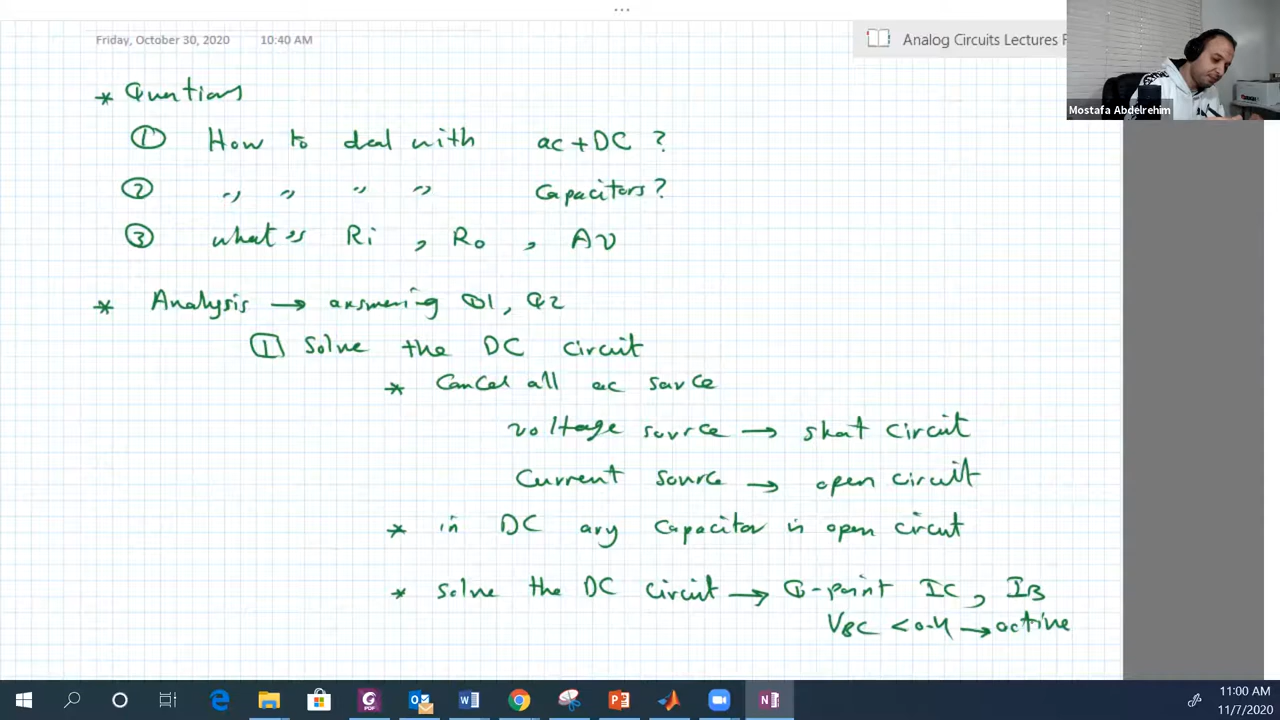 Friday, October 30, 2020 10:40 AM
Analog Circuits Lectures F
Mostafa Abdelrehim
* Questions
① How to deal with ac+DC ?
② " " " " Capacitors?
③ what is Ri , Ro , Av
* Analysis → answering Q1, Q2
① Solve the DC circuit
* Cancel all ac source
voltage source → short circuit
Current source → open circuit
* in DC any Capacitor is open circut
* solve the DC circuit → Q-point IC, IB
VBC < 0.4 → active
11:00 AM
11/7/2020